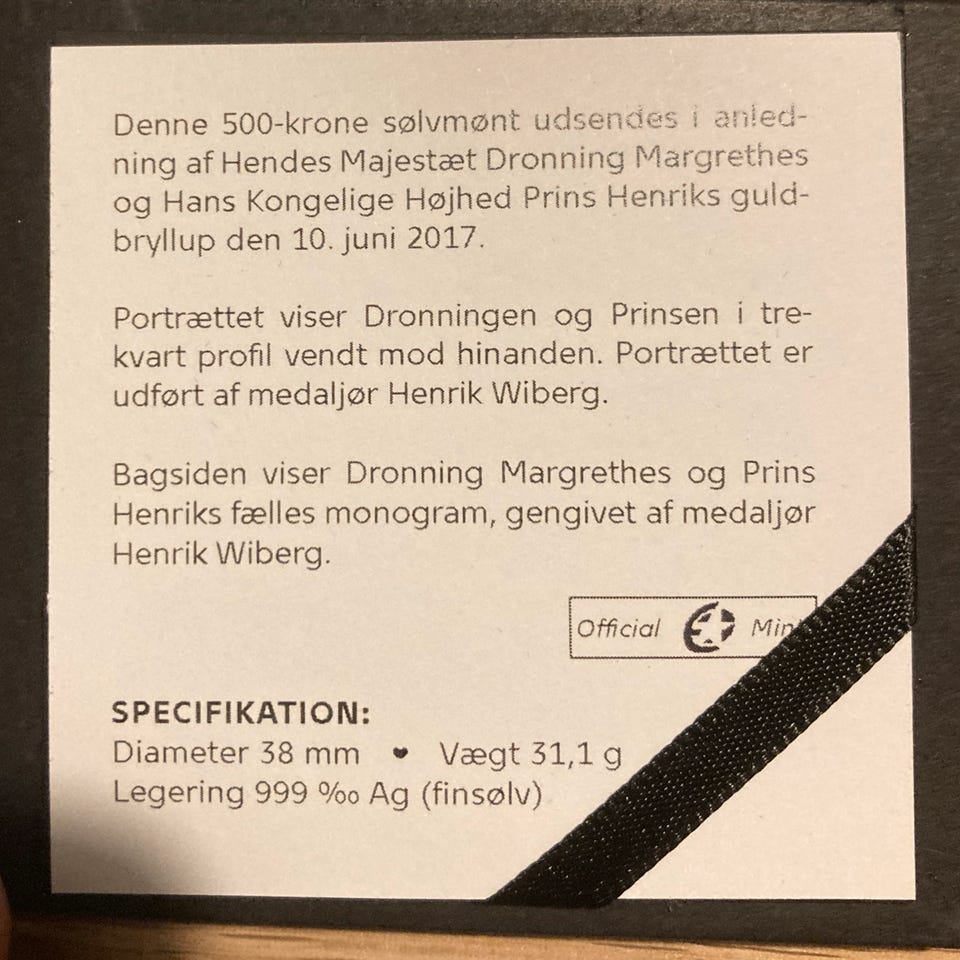 Denne 500-krone sølvmønt udsendes i anled-
ning af Hendes Majestæt Dronning Margrethes
og Hans Kongelige Højhed Prins Henriks guld-
bryllup den 10. juni 2017.
Portrættet viser Dronningen og Prinsen i tre-
kvart profil vendt mod hinanden. Portrættet er
udført af medaljør Henrik Wiberg.
Bagsiden viser Dronning Margrethes og Prins
Henriks fælles monogram, gengivet af medaljør
Henrik Wiberg.
Official Mint
SPECIFIKATION:
Diameter 38 mm ♥ Vægt 31,1 g
Legering 999 ‰ Ag (finsølv)